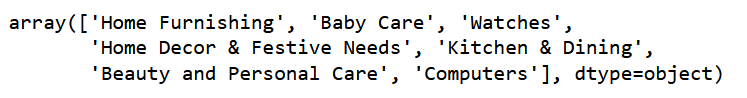 array(['Home Furnishing', 'Baby Care', 'Watches',
'Home Decor & Festive Needs', 'Kitchen & Dining',
'Beauty and Personal Care', 'Computers'], dtype=object)